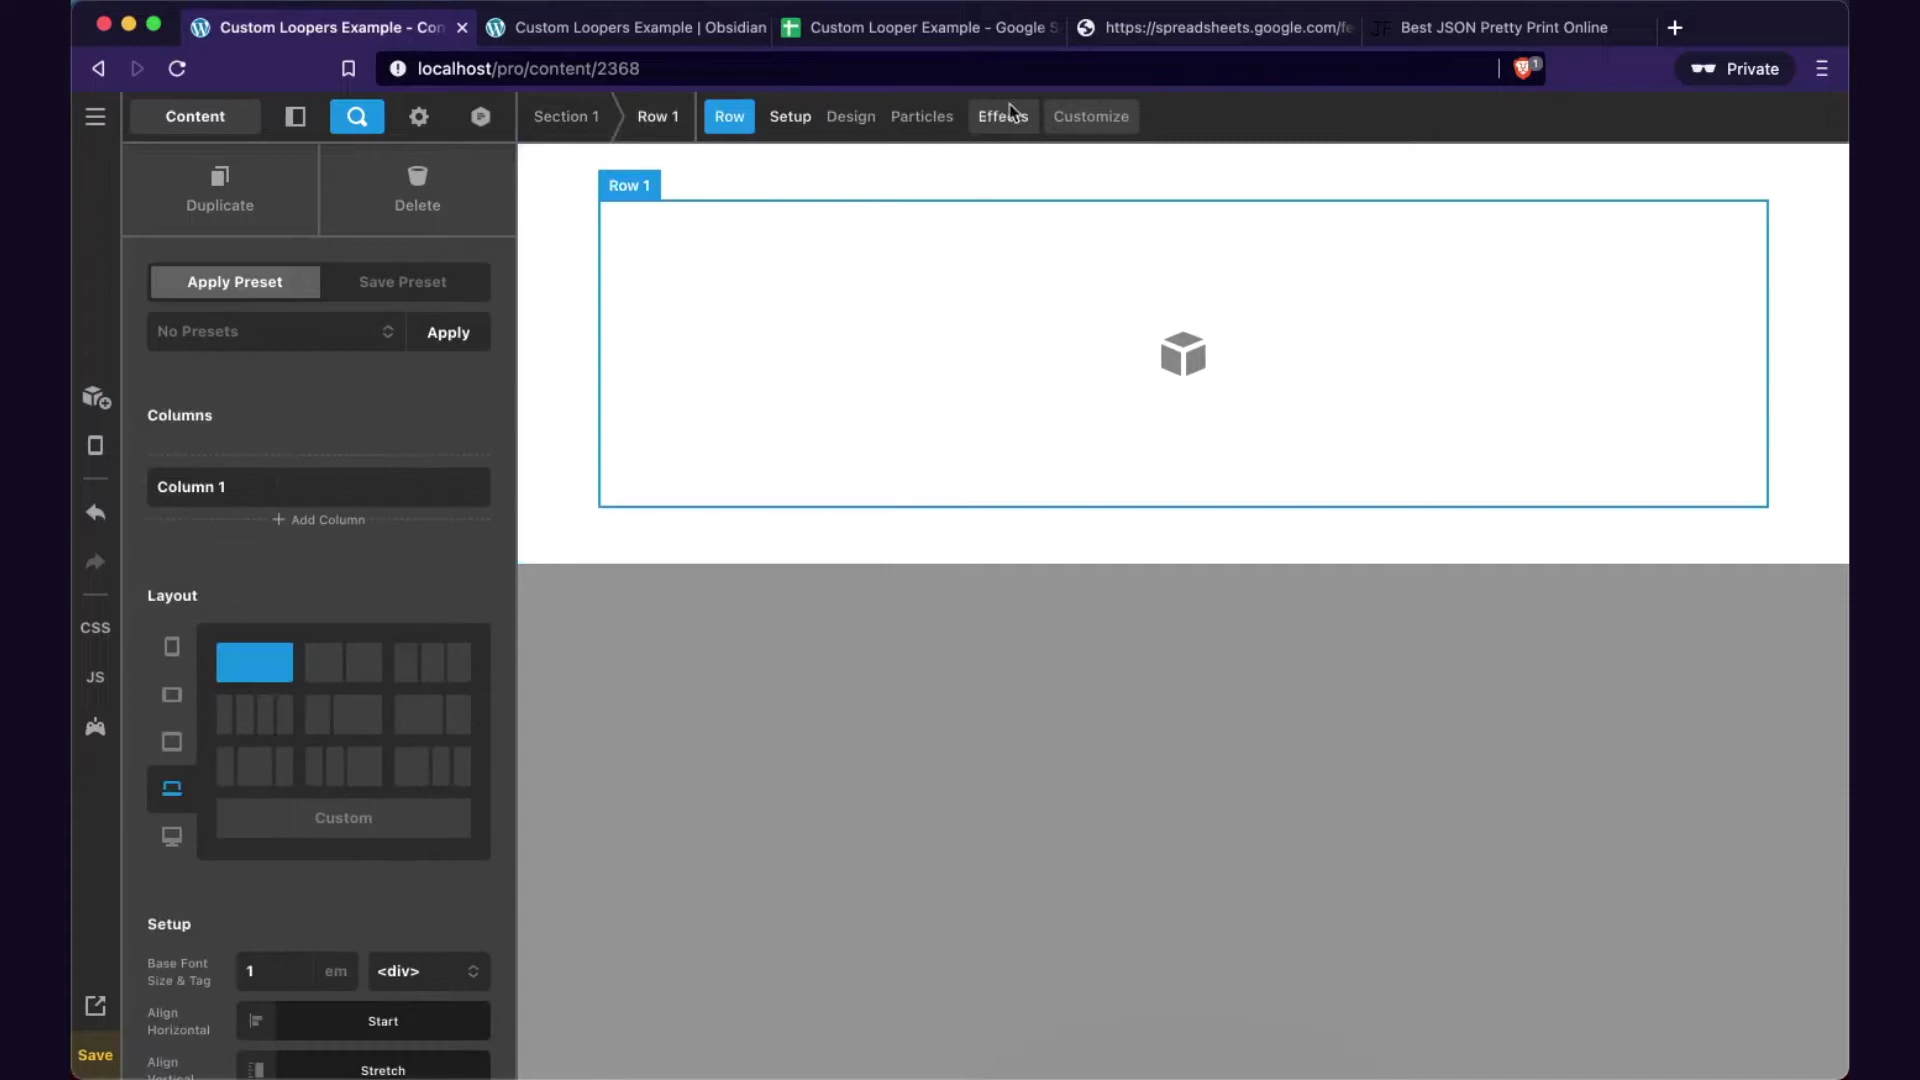 Custom Loopers Example - Con
Custom Loopers Example | Obsidian
Custom Looper Example - Google S
https://spreadsheets.google.com/fe
JF
Best JSON Pretty Print Online
localhost/pro/content/2368
1
Private
Content
Section 1
Row 1
Row
Setup
Design
Particles
Effects
Customize
Duplicate
Delete
Row 1
Apply Preset
Save Preset
No Presets
Apply
Columns
Column 1
Add Column
Layout
CSS
JS
Custom
Setup
Base Font
Size & Tag
1
em
<div>
Align
Horizontal
Start
Save
Align
Vertical
Stretch